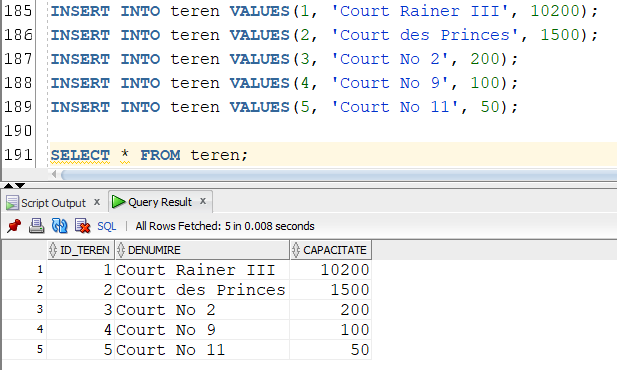 185 INSERT INTO teren VALUES(1, 'Court Rainer III', 10200);
186 INSERT INTO teren VALUES(2, 'Court des Princes', 1500);
187 INSERT INTO teren VALUES(3, 'Court No 2', 200);
188 INSERT INTO teren VALUES(4, 'Court No 9', 100);
189 INSERT INTO teren VALUES(5, 'Court No 11', 50);
190
191 SELECT * FROM teren;
Script Output x Query Result x
SQL | All Rows Fetched: 5 in 0.008 seconds
ID_TEREN DENUMIRE CAPACITATE
1 1 Court Rainer III 10200
2 2 Court des Princes 1500
3 3 Court No 2 200
4 4 Court No 9 100
5 5 Court No 11 50